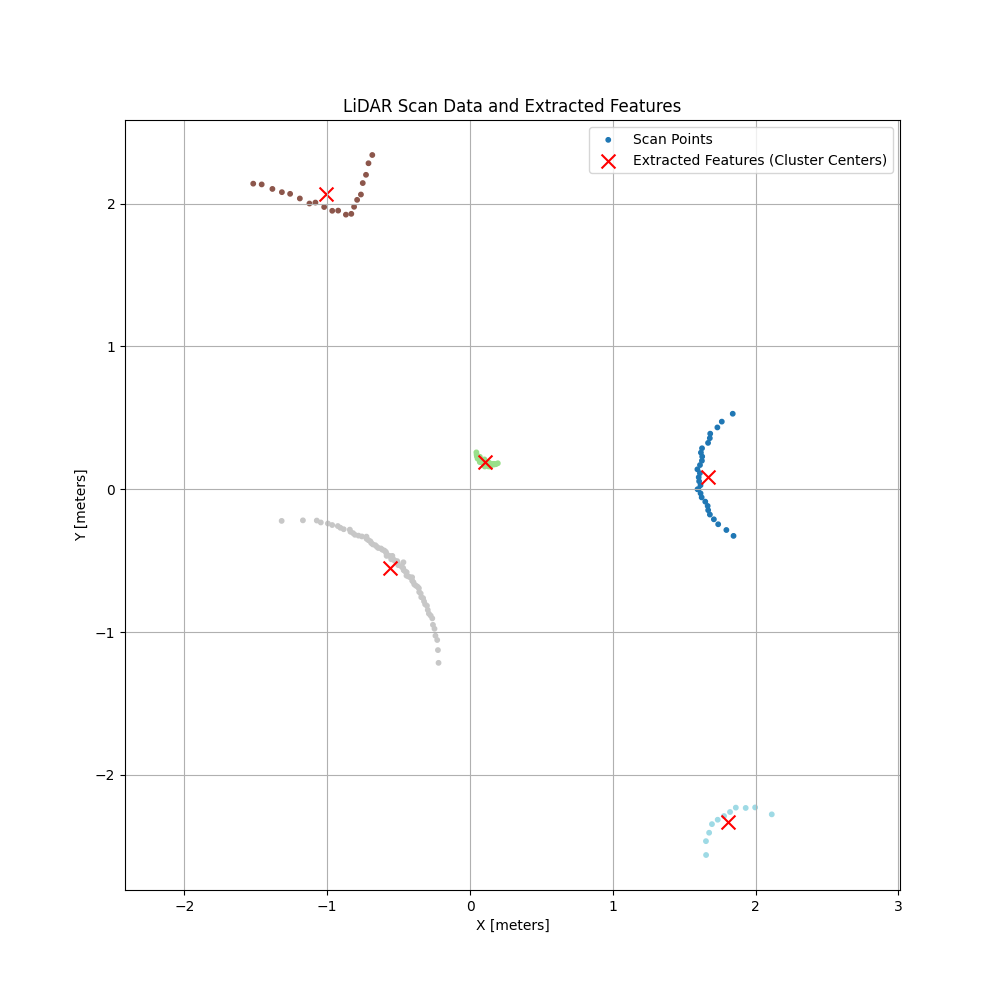 LiDAR Scan Data and Extracted Features
Scan Points
Extracted Features (Cluster Centers)
2
1
0
−1
−2
Y [meters]
−2
−1
0
1
2
3
X [meters]